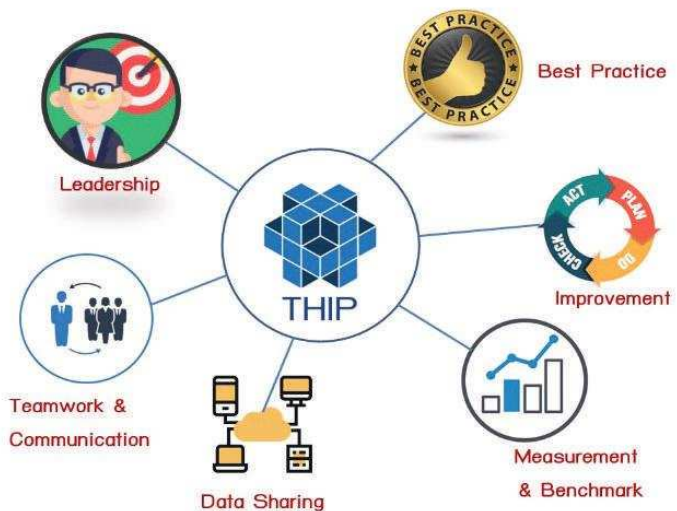 BEST PRACTICE
BEST PRACTICE
Best Practice
Leadership
ACT
PLAN
CHECK
DO
THIP
Improvement
Teamwork &
Communication
Measurement
& Benchmark
Data Sharing